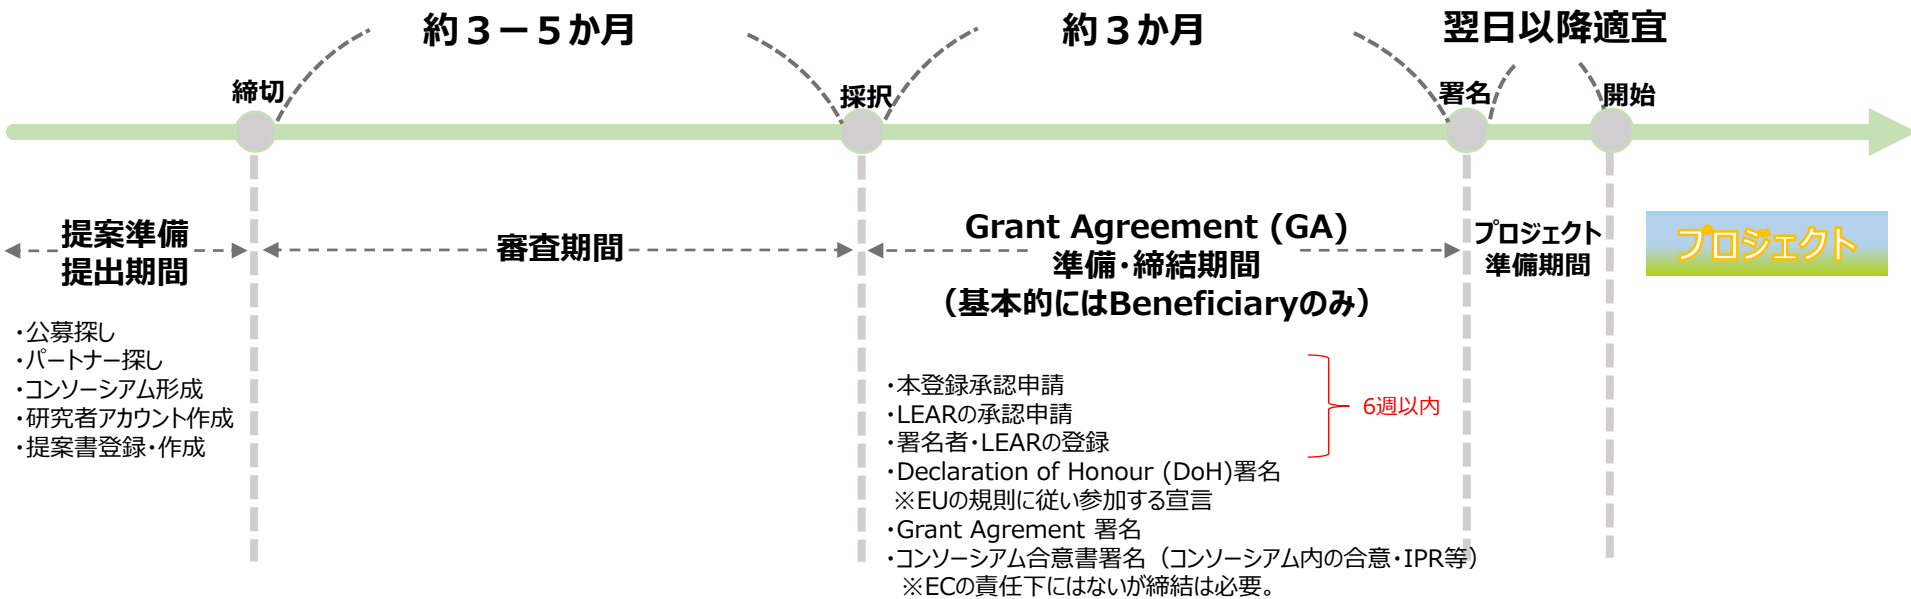 約３－５か月
約３か月
翌日以降適宜
締切
採択
署名
開始
提案準備
提出期間
審査期間
Grant Agreement (GA)
準備・締結期間
（基本的にはBeneficiaryのみ）
プロジェクト
準備期間
プロジェクト
・公募探し
・パートナー探し
・コンソーシアム形成
・研究者アカウント作成
・提案書登録・作成
・本登録承認申請
・LEARの承認申請
・署名者・LEARの登録
6週以内
・Declaration of Honour (DoH)署名
※EUの規則に従い参加する宣言
・Grant Agrement 署名
・コンソーシアム合意書署名（コンソーシアム内の合意・IPR等）
※ECの責任下にはないが締結は必要。